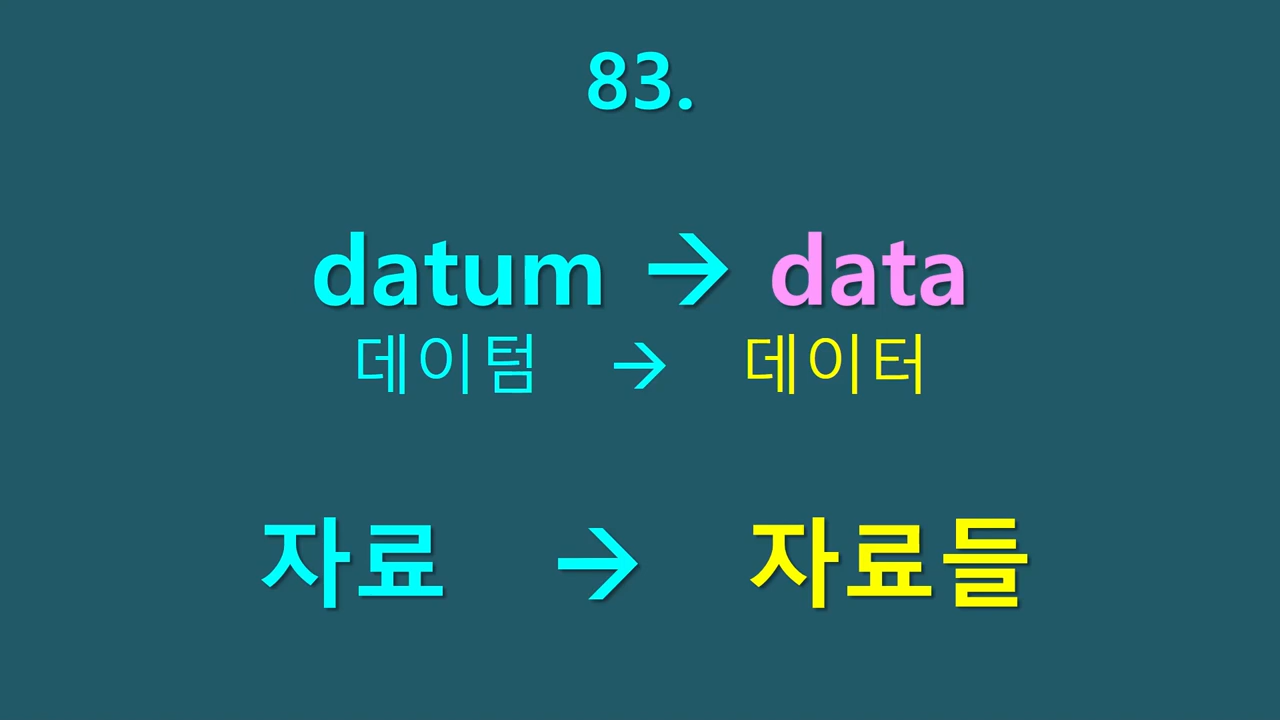 83.
datum → data
데이텀 → 데이터
자료 → 자료들